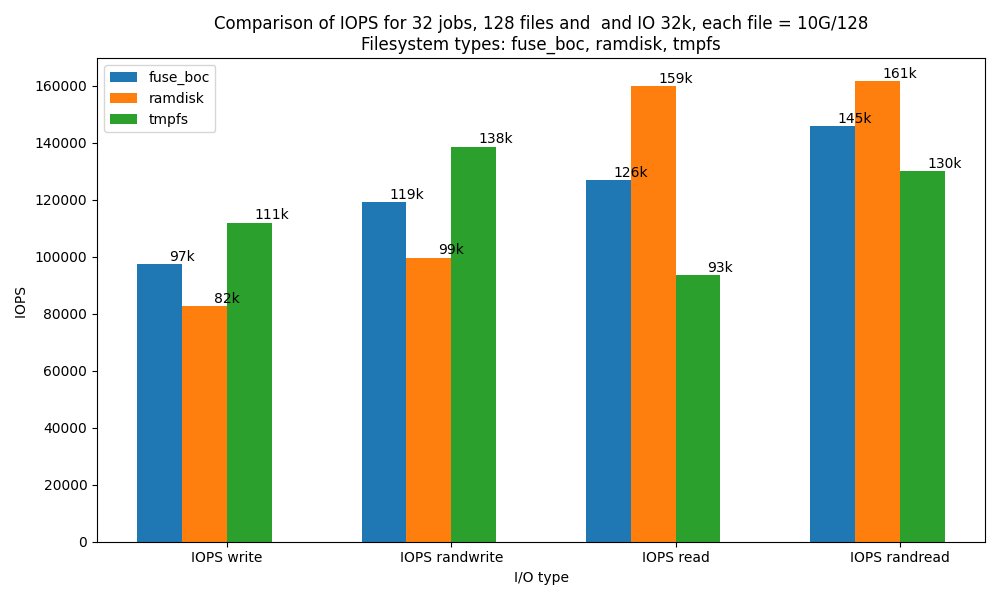 Comparison of IOPS for 32 jobs, 128 files and  and IO 32k, each file = 10G/128
Filesystem types: fuse_boc, ramdisk, tmpfs
fuse_boc
ramdisk
tmpfs
IOPS
160000
140000
120000
100000
80000
60000
40000
20000
0
97k
82k
111k
119k
99k
138k
126k
159k
93k
145k
161k
130k
IOPS write
IOPS randwrite
IOPS read
IOPS randread
I/O type